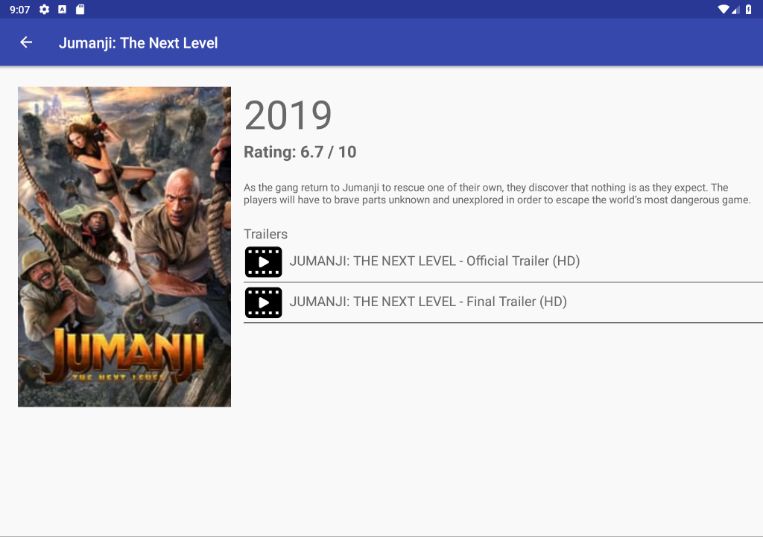 9:07
Jumanji: The Next Level
2019
Rating: 6.7 / 10
As the gang return to Jumanji to rescue one of their own, they discover that nothing is as they expect. The
players will have to brave parts unknown and unexplored in order to escape the world's most dangerous game.
Trailers
JUMANJI: THE NEXT LEVEL - Official Trailer (HD)
JUMANJI: THE NEXT LEVEL - Final Trailer (HD)
JUMANJI
THE NEXT LEVEL